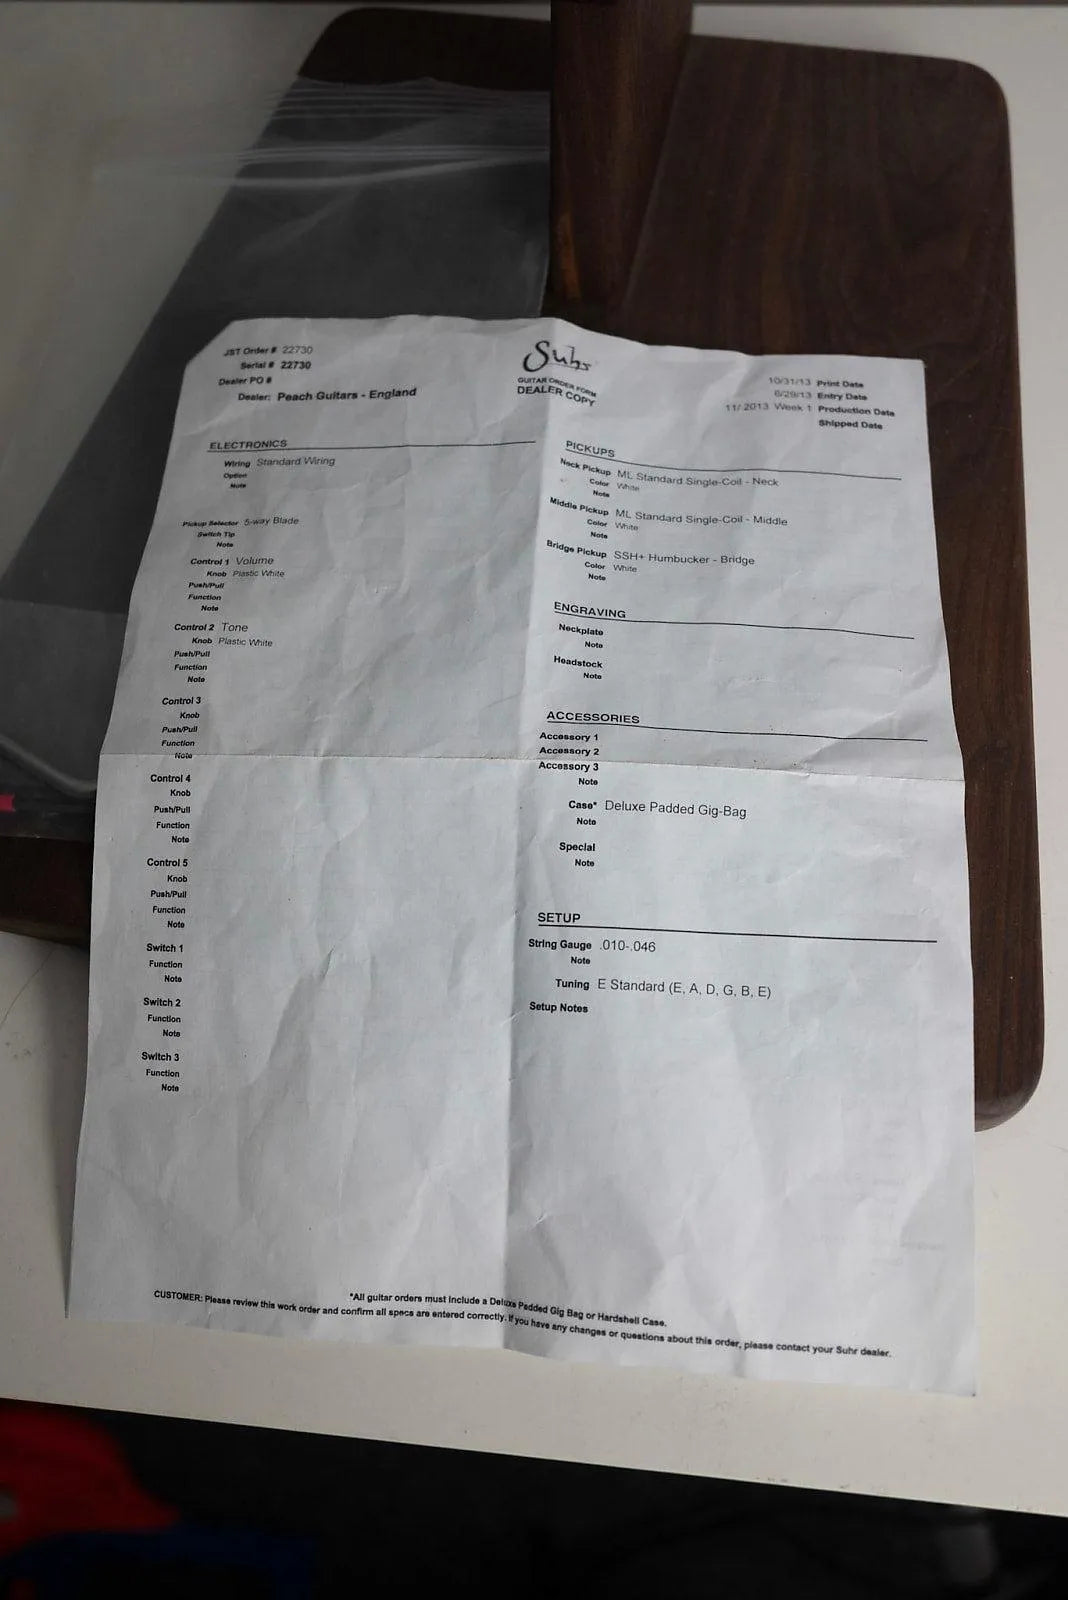 JST Order # 22730
Serial # 22730
Dealer PO #
Dealer: Peach Guitars - England
Suhr
GUITAR ORDER FORM
DEALER COPY
10/31/13 Print Date
6/29/13 Entry Date
11/ 2013 Week 1 Production Date
Shipped Date
ELECTRONICS
Wiring Standard Wiring
Option
Note
Pickup Selector 5-way Blade
Switch Tip
Note
Control 1 Volume
Knob Plastic White
Push/Pull
Function
Note
Control 2 Tone
Knob Plastic White
Push/Pull
Function
Note
Control 3
Knob
Push/Pull
Function
Note
Control 4
Knob
Push/Pull
Function
Note
Control 5
Knob
Push/Pull
Function
Note
Switch 1
Function
Note
Switch 2
Function
Note
Switch 3
Function
Note
PICKUPS
Neck Pickup ML Standard Single-Coil - Neck
Color White
Note
Middle Pickup ML Standard Single-Coil - Middle
Color White
Note
Bridge Pickup SSH+ Humbucker - Bridge
Color White
Note
ENGRAVING
Neckplate
Note
Headstock
Note
ACCESSORIES
Accessory 1
Accessory 2
Accessory 3
Note
Case* Deluxe Padded Gig-Bag
Note
Special
Note
SETUP
String Gauge .010-.046
Note
Tuning E Standard (E, A, D, G, B, E)
Setup Notes
*All guitar orders must include a Deluxe Padded Gig Bag or Hardshell Case.
CUSTOMER: Please review this work order and confirm all specs are entered correctly. If you have any changes or questions about this order, please contact your Suhr dealer.